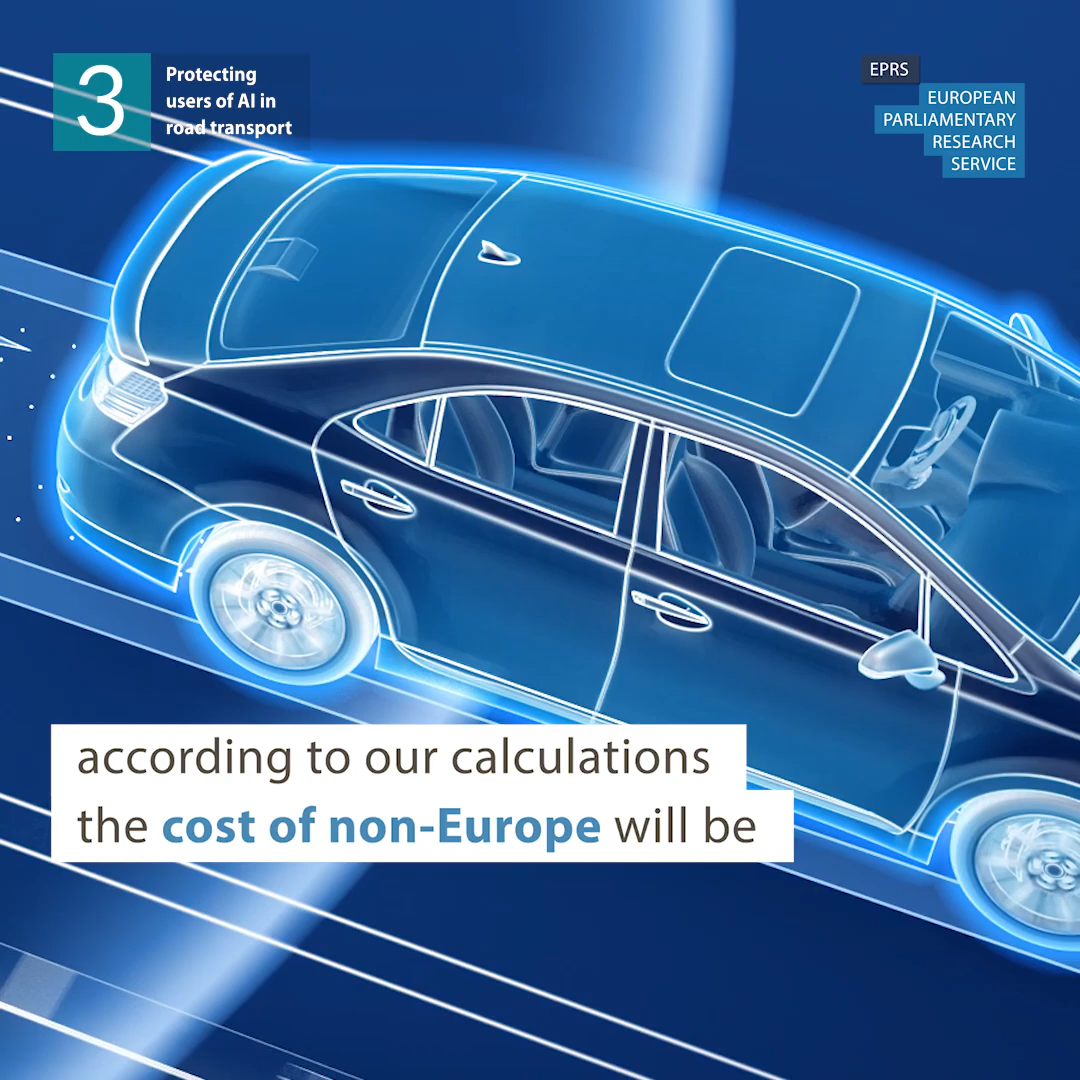 3
Protecting
users of AI in
road transport
EPRS
EUROPEAN
PARLIAMENTARY
RESEARCH
SERVICE
according to our calculations
the cost of non-Europe will be